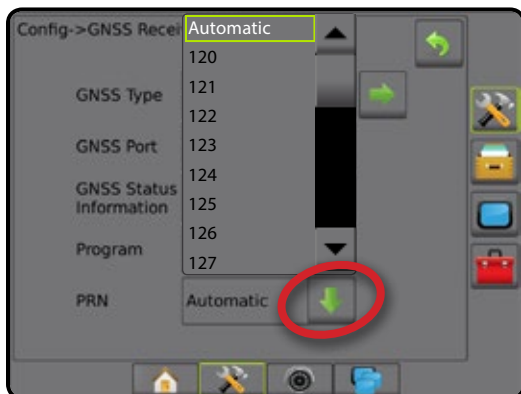 Config->GNSS Recei
Automatic
120
121
122
123
124
125
126
127
GNSS Type
GNSS Port
GNSS Status
Information
Program
PRN
Automatic